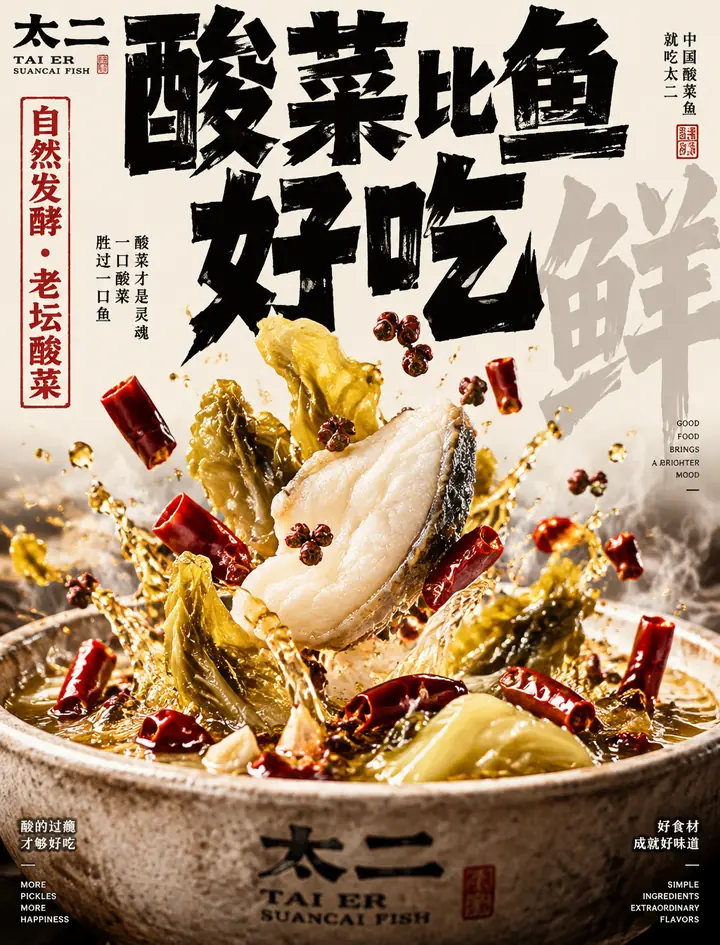 太二
TAI ER
SUANCAI FISH
酸菜比鱼
好吃
中国酸菜鱼
就吃太二
自然发酵·老坛酸菜
酸菜才是灵魂
一口酸菜
胜过一口鱼
鲜
GOOD
FOOD
BRINGS
A BRIGHTER
MOOD
太二
TAI ER
SUANCAI FISH
酸的过瘾
才够好吃
MORE
PICKLES
MORE
HAPPINESS
好食材
成就好味道
SIMPLE
INGREDIENTS
EXTRAORDINARY
FLAVORS